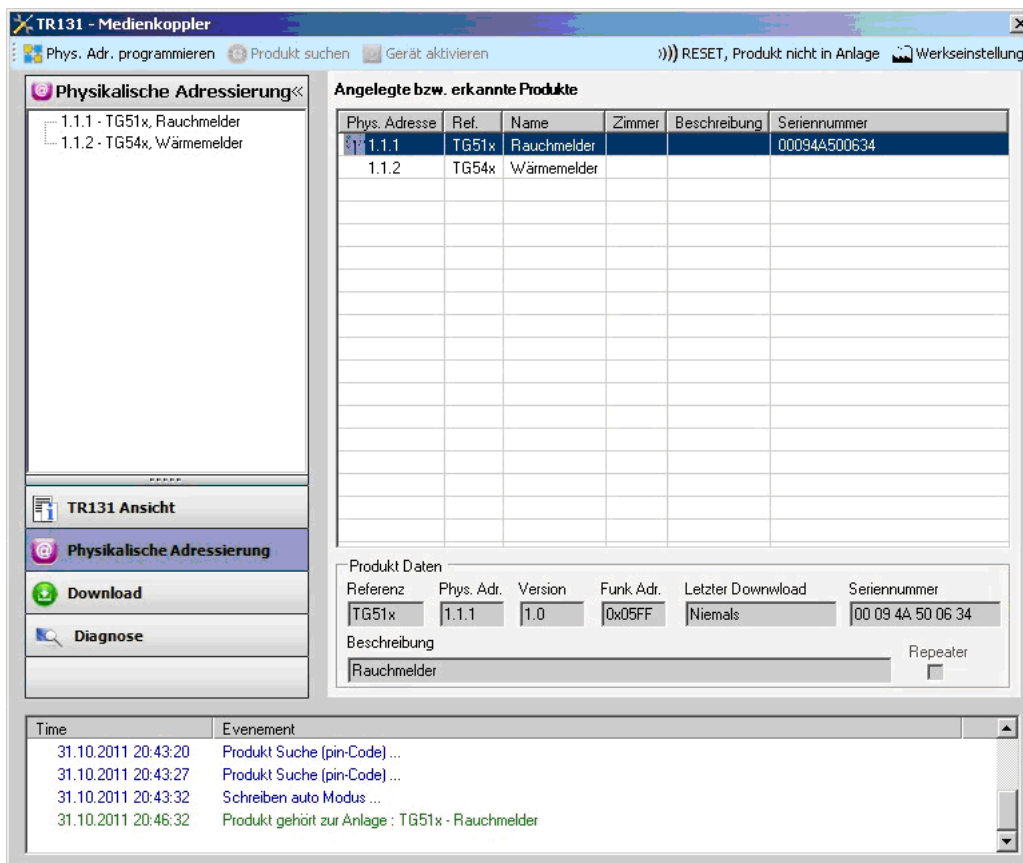 TR131 - Medienkoppler
Phys. Adr. programmieren Produkt suchen Gerät aktivieren RESET, Produkt nicht in Anlage Werkseinstellung
Physikalische Adressierung
1.1.1 - TG51x, Rauchmelder
1.1.2 - TG54x, Wärmemelder
TR131 Ansicht
Physikalische Adressierung
Download
Diagnose
Angelegte bzw. erkannte Produkte
Phys. Adresse Ref. Name Zimmer Beschreibung Seriennummer
1.1.1 TG51x Rauchmelder 00094A500634
1.1.2 TG54x Wärmemelder
Produkt Daten
Referenz Phys. Adr. Version Funk Adr. Letzter Downwload Seriennummer
TG51x 1.1.1 1.0 0x05FF Niemals 00 09 4A 50 06 34
Beschreibung
Repeater
Rauchmelder
Time Evenement
31.10.2011 20:43:20 Produkt Suche (pin-Code) ...
31.10.2011 20:43:27 Produkt Suche (pin-Code) ...
31.10.2011 20:43:32 Schreiben auto Modus ...
31.10.2011 20:46:32 Produkt gehört zur Anlage : TG51x - Rauchmelder